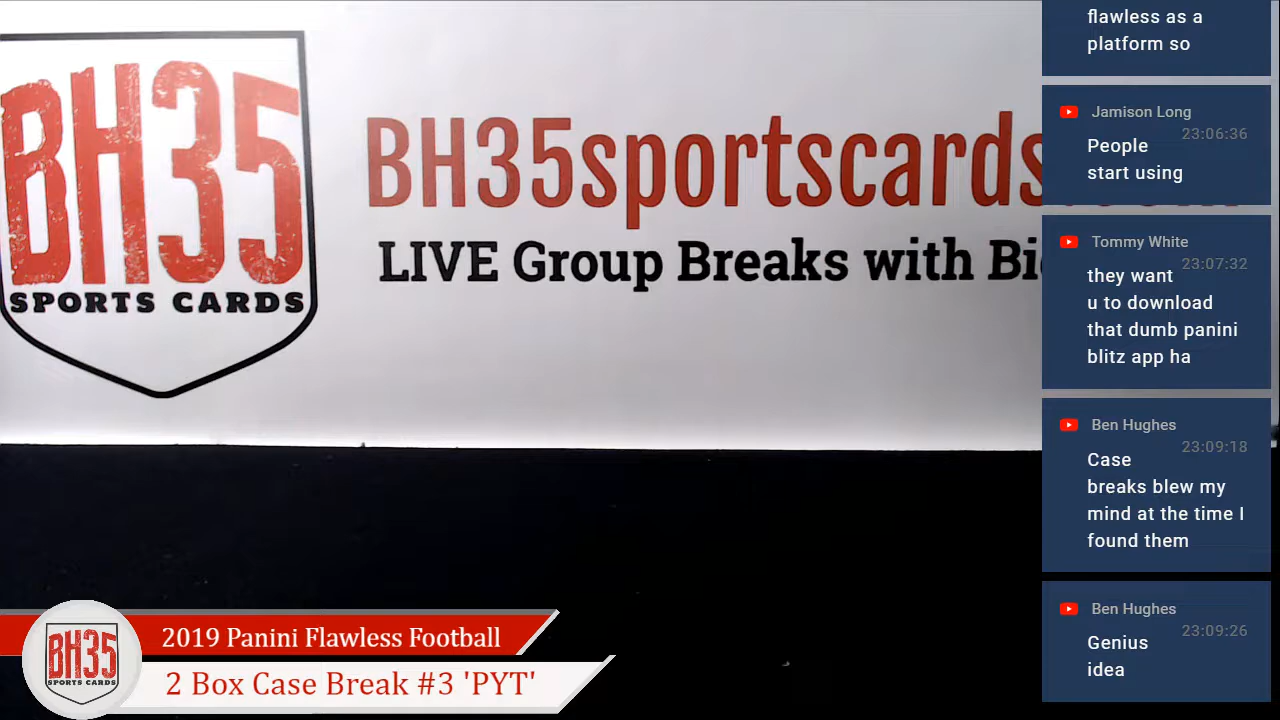 BH35
SPORTS CARDS
BH35sportscards
LIVE Group Breaks with
flawless as a
platform so
Jamison Long
23:06:36
People
start using
Tommy White
23:07:32
they want
u to download
that dumb panini
blitz app ha
Ben Hughes
23:09:18
Case
breaks blew my
mind at the time I
found them
Ben Hughes
23:09:26
Genius
idea
BH35
SPORTS CARDS
2019 Panini Flawless Football
2 Box Case Break #3 'PYT'